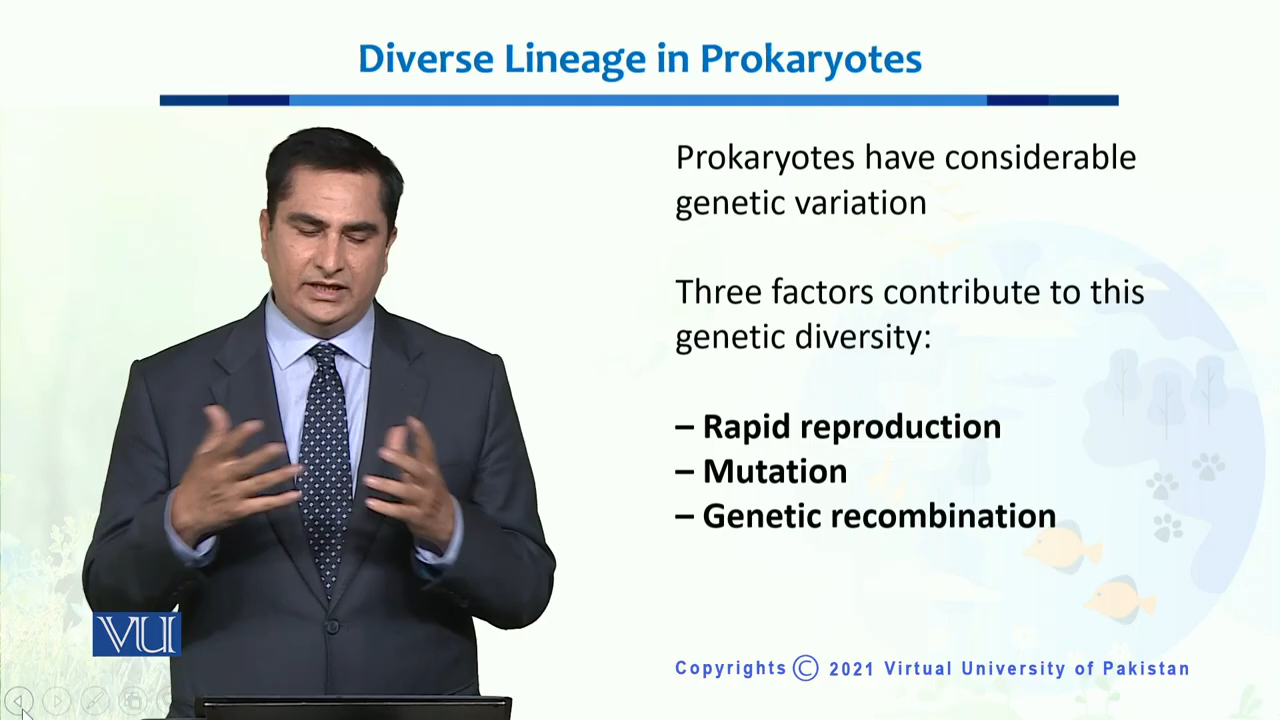 Diverse Lineage in Prokaryotes
Prokaryotes have considerable
genetic variation
Three factors contribute to this
genetic diversity:
– Rapid reproduction
– Mutation
– Genetic recombination
VU
Copyrights © 2021 Virtual University of Pakistan